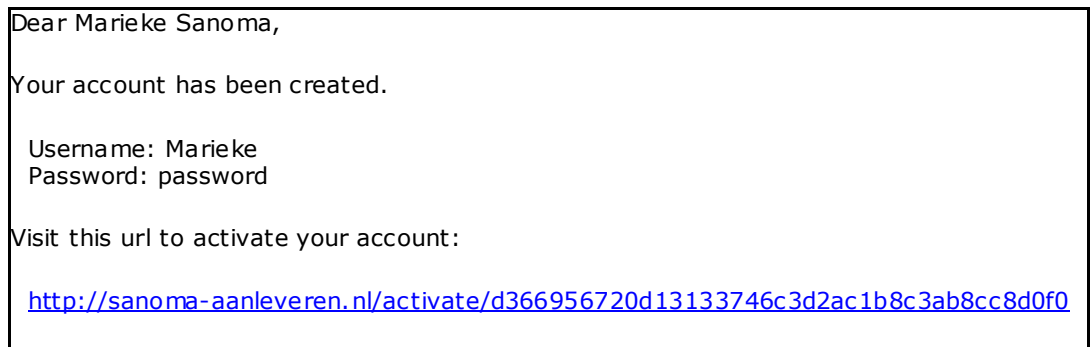 Dear Marieke Sanoma,
Your account has been created.
Username: Marieke
Password: password
Visit this url to activate your account:
http://sanoma-aanleveren.nl/activate/d366956720d13133746c3d2ac1b8c3ab8cc8d0f0